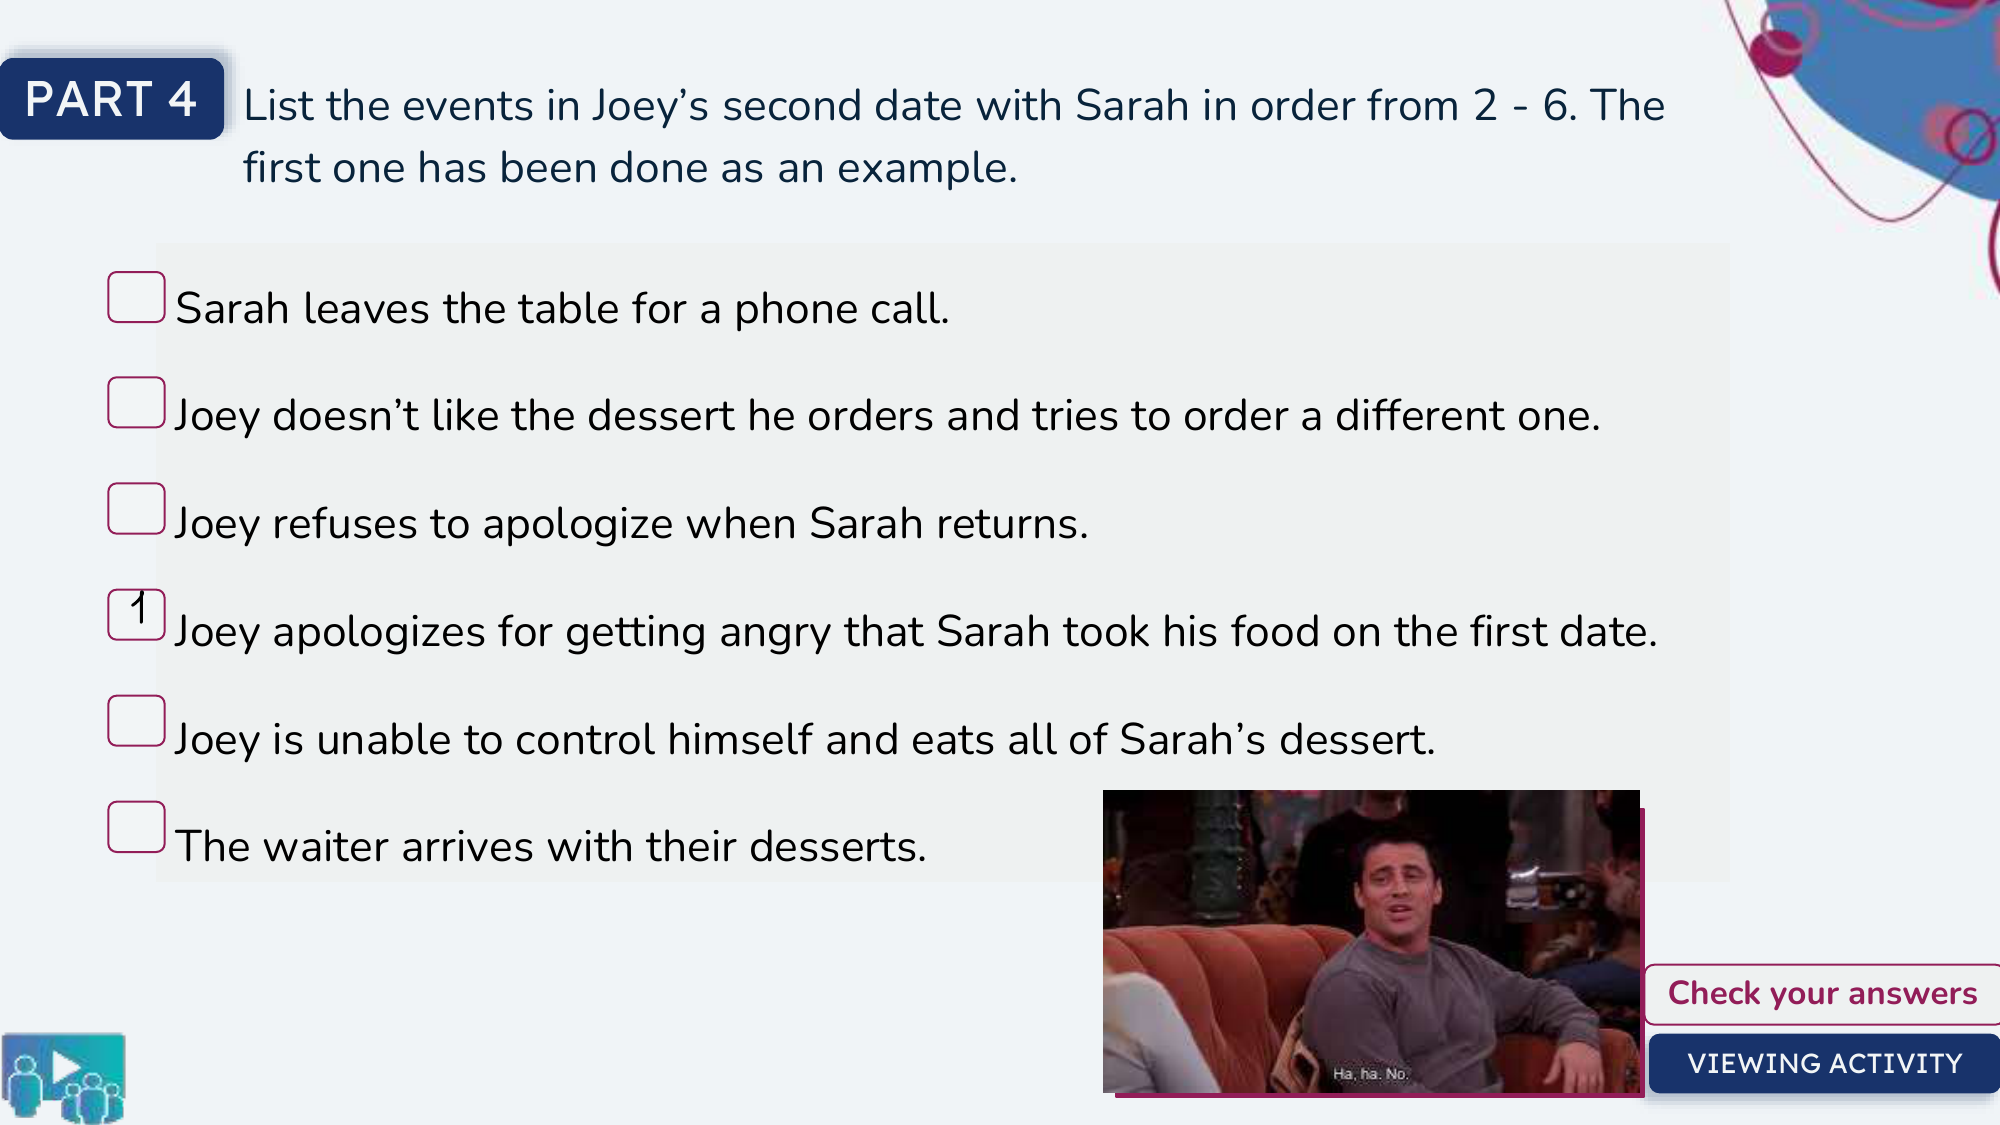 PART 4
List the events in Joey’s second date with Sarah in order from 2 - 6. The
first one has been done as an example.
Sarah leaves the table for a phone call.
Joey doesn’t like the dessert he orders and tries to order a different one.
Joey refuses to apologize when Sarah returns.
1 Joey apologizes for getting angry that Sarah took his food on the first date.
Joey is unable to control himself and eats all of Sarah’s dessert.
The waiter arrives with their desserts.
Ha, ha. No.
Check your answers
VIEWING ACTIVITY